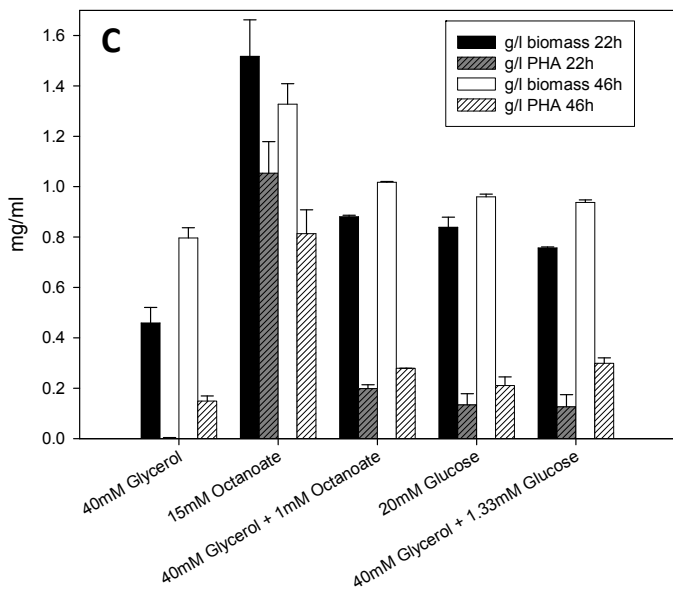 C
g/l biomass 22h
g/l PHA 22h
g/l biomass 46h
g/l PHA 46h
mg/ml
1.6
1.4
1.2
1.0
0.8
0.6
0.4
0.2
0.0
40mM Glycerol
15mM Octanoate
40mM Glycerol + 1mM Octanoate
20mM Glucose
40mM Glycerol + 1.33mM Glucose